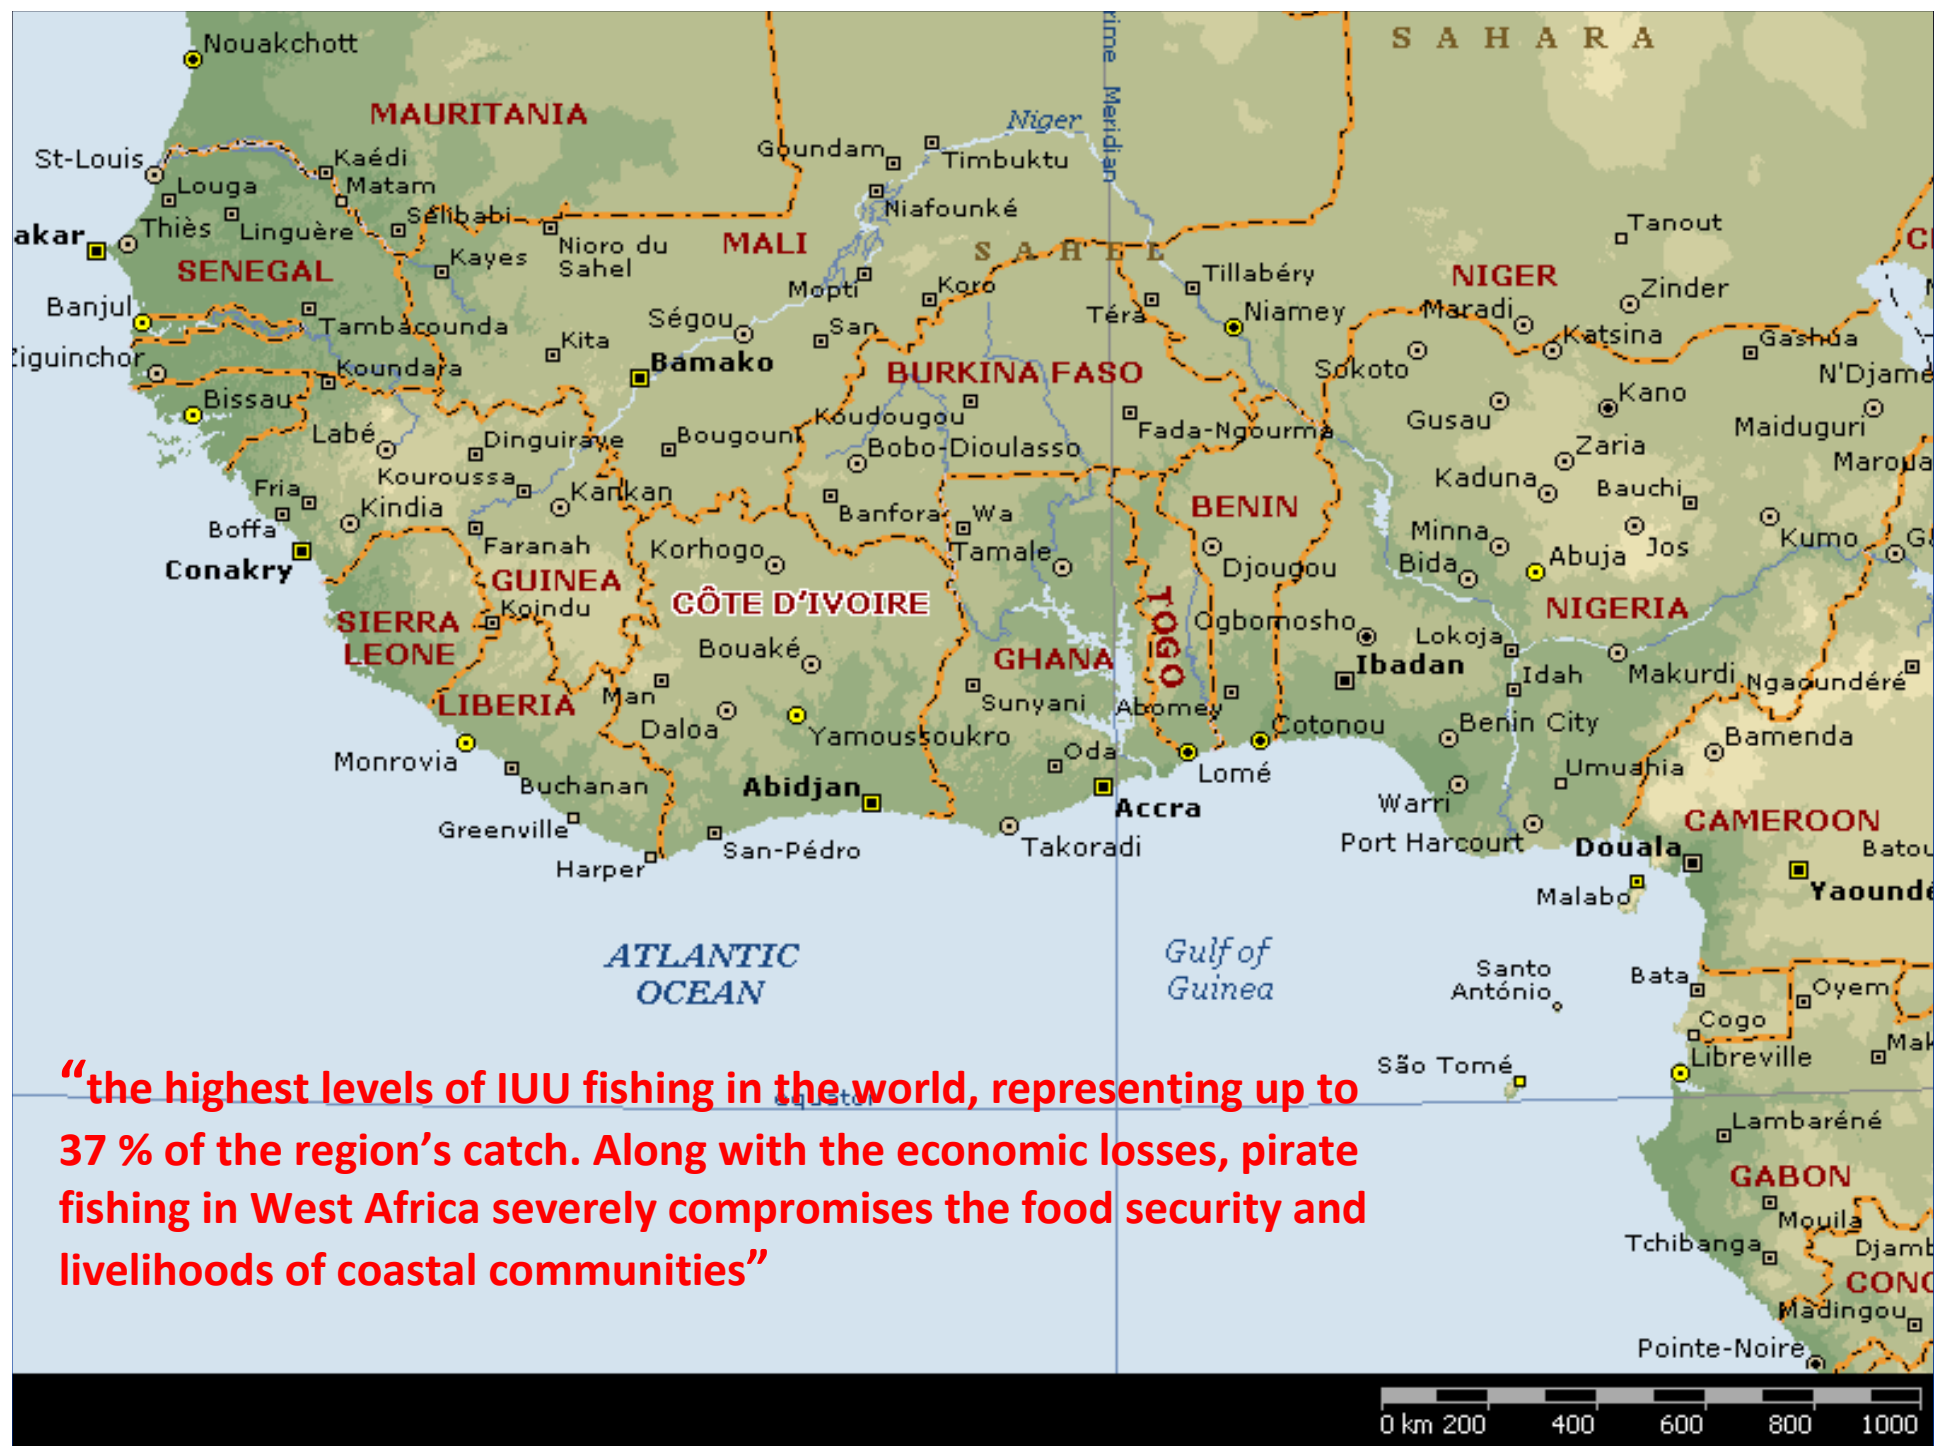 Nouakchott
SAHARA
Prime Meridian
MAURITANIA
Niger
Goundam
Timbuktu
St-Louis
Kaédi
Louga
Matam
Niafounké
Sélibabi
Tanout
akar
Thiès
Linguère
Nioro du
Sahel
MALI
SAHEL
SENEGAL
Kayes
Tillabéry
NIGER
Mopti
Koro
Zinder
Banjul
Tambacounda
Ségou
San
Téra
Niamey
Maradi
Kita
Katsina
Gashua
Ziguinchor
Koundara
Bamako
BURKINA FASO
Sokoto
N'Djame
Bissau
Koudougou
Kano
Labé
Dinguiraye
Bougouni
Fada-Ngourma
Gusau
Maiduguri
Bobo-Dioulasso
Zaria
Maroua
Kouroussa
Kaduna
Bauchi
Fria
Kankan
Kindia
Banfora
Wa
BENIN
Boffa
Minna
Jos
Kumo
Faranah
Korhogo
Tamale
Djougou
Bida
Abuja
Conakry
GUINEA
CÔTE D'IVOIRE
TOGO
NIGERIA
Koindu
SIERRA
LEONE
Ogbomosho
Lokoja
Bouaké
GHANA
Ibadan
Idah
Makurdi
Ngaoundéré
Man
LIBERIA
Sunyani
Abomey
Daloa
Yamoussoukro
Cotonou
Benin City
Bamenda
Monrovia
Oda
Lomé
Umuahia
Buchanan
Abidjan
Accra
Warri
Greenville
San-Pédro
Takoradi
Port Harcourt
CAMEROON
Douala
Batou
Harper
Malabo
Yaoundé
ATLANTIC
OCEAN
Gulf of
Guinea
Santo
António
Bata
Oyem
Cogo
São Tomé
Libreville
Mak
equator
“the highest levels of IUU fishing in the world, representing up to
37 % of the region’s catch. Along with the economic losses, pirate
fishing in West Africa severely compromises the food security and
livelihoods of coastal communities”
Lambaréné
GABON
Mouila
Tchibanga
Djamb
CONG
Madingou
Pointe-Noire
0 km 200 400 600 800 1000